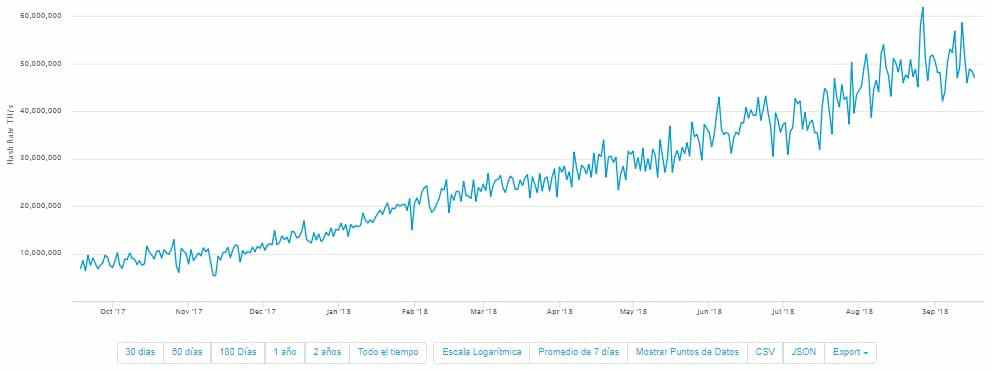 60,000,000
50,000,000
40,000,000
30,000,000
20,000,000
10,000,000
Hash Rate TH/s
Oct '17 Nov '17 Dec '17 Jan '18 Feb '18 Mar '18 Apr '18 May '18 Jun '18 Jul '18 Aug '18 Sep '18
30 días 60 días 180 Días 1 año 2 años Todo el tiempo Escala Logarítmica Promedio de 7 días Mostrar Puntos de Datos CSV JSON Export